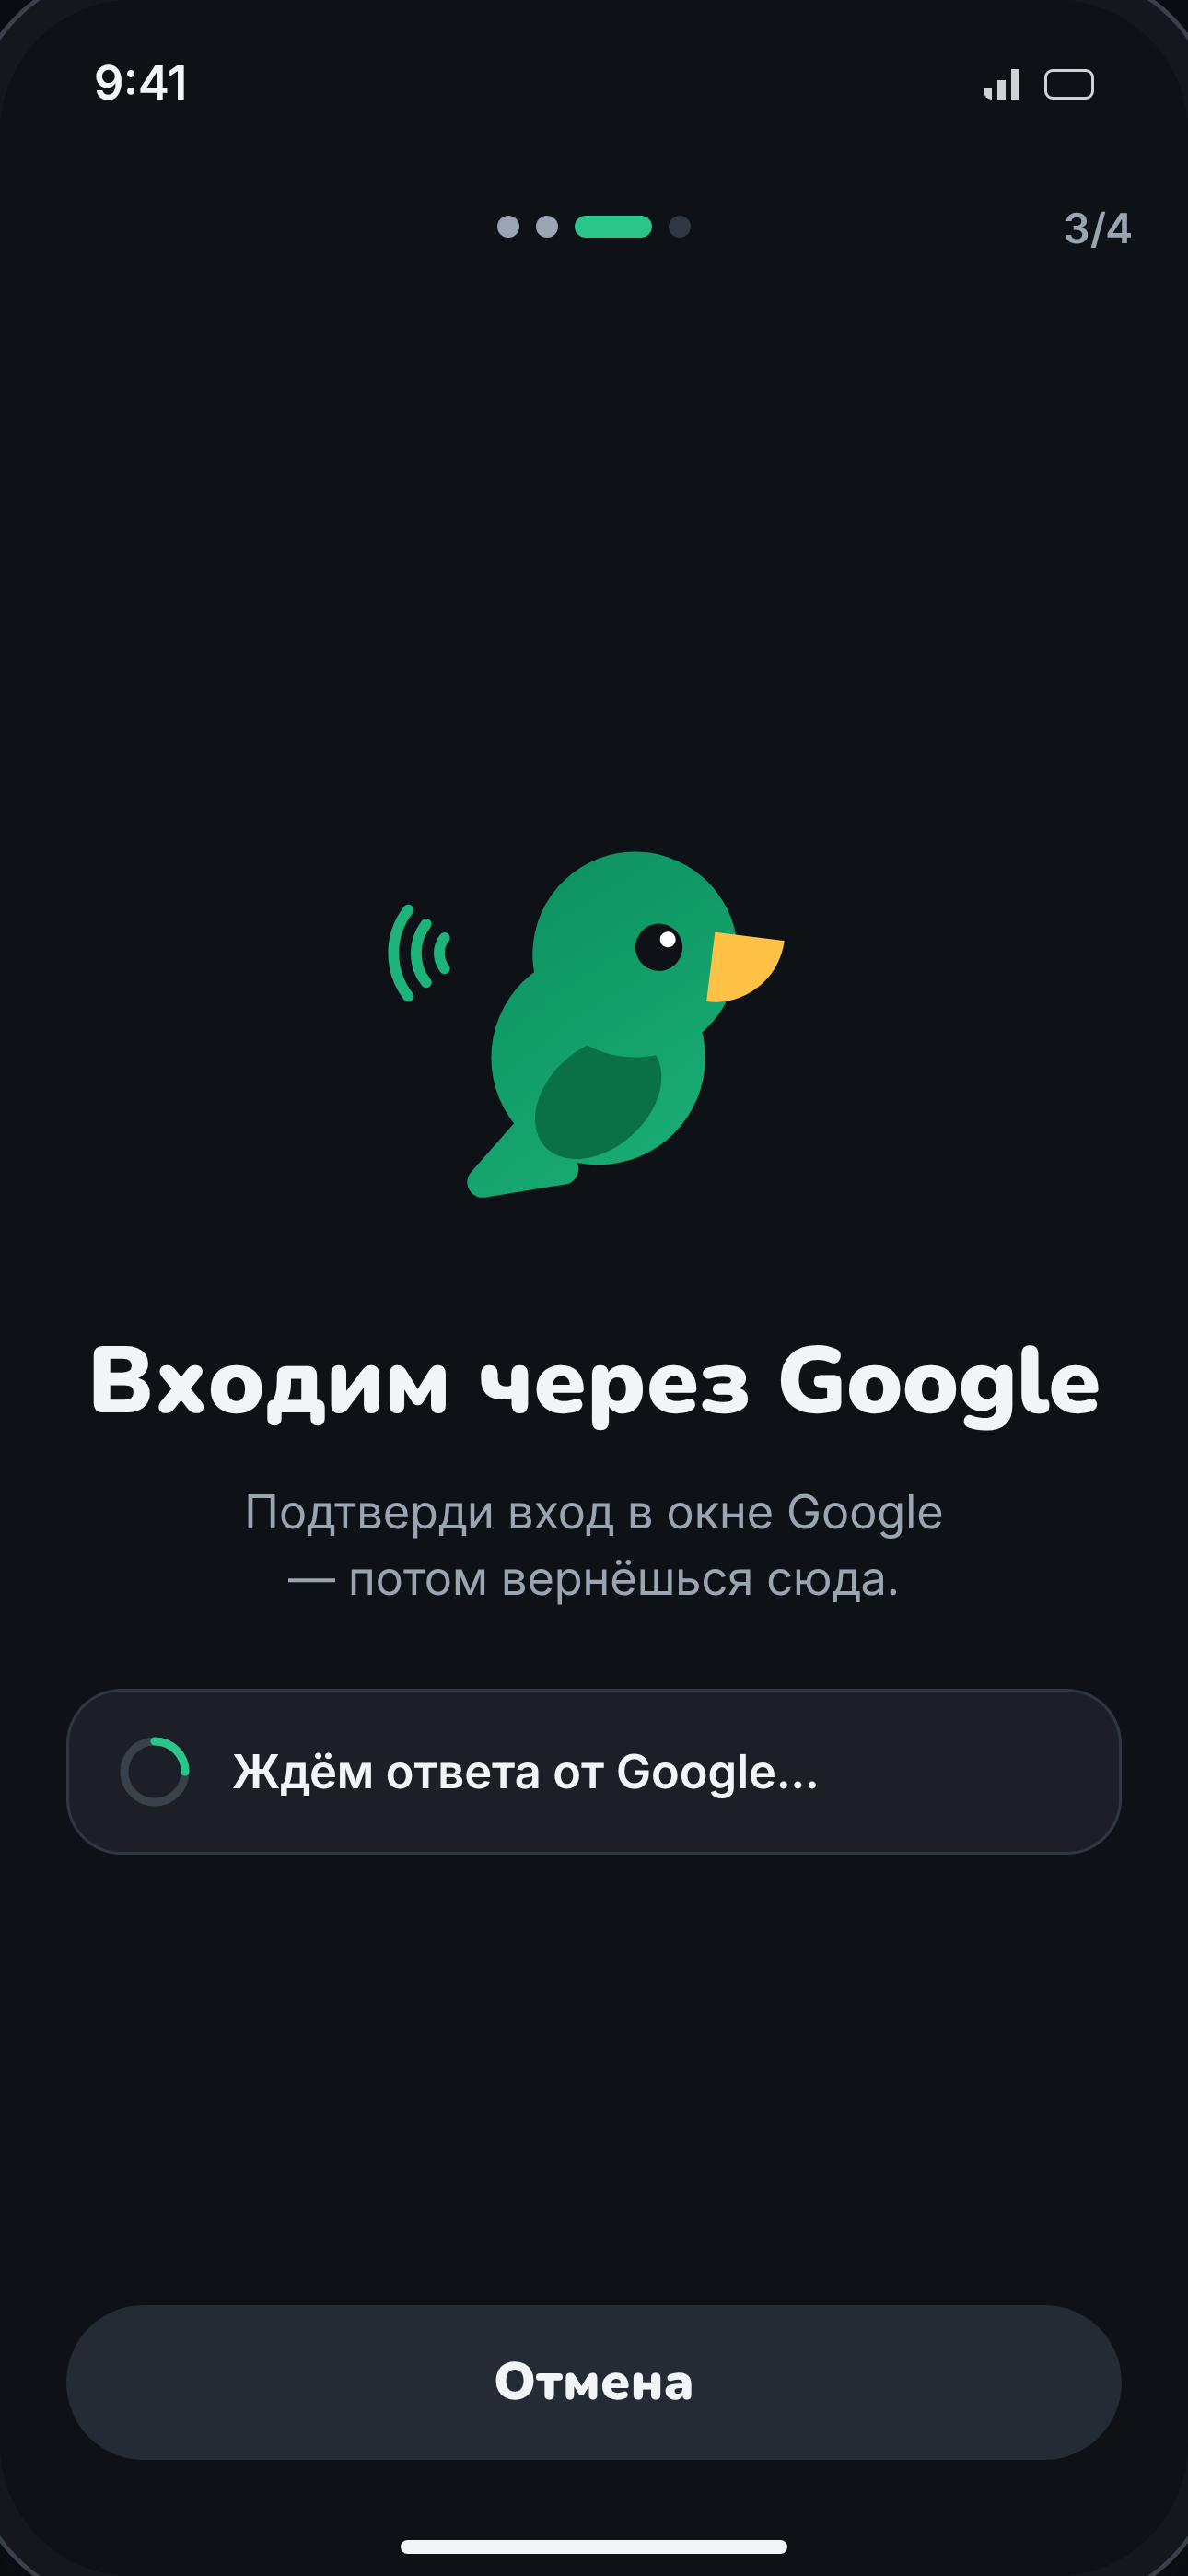 9:41
3/4
Входим через Google
Подтверди вход в окне Google
— потом вернёшься сюда.
Ждём ответа от Google...
Отмена